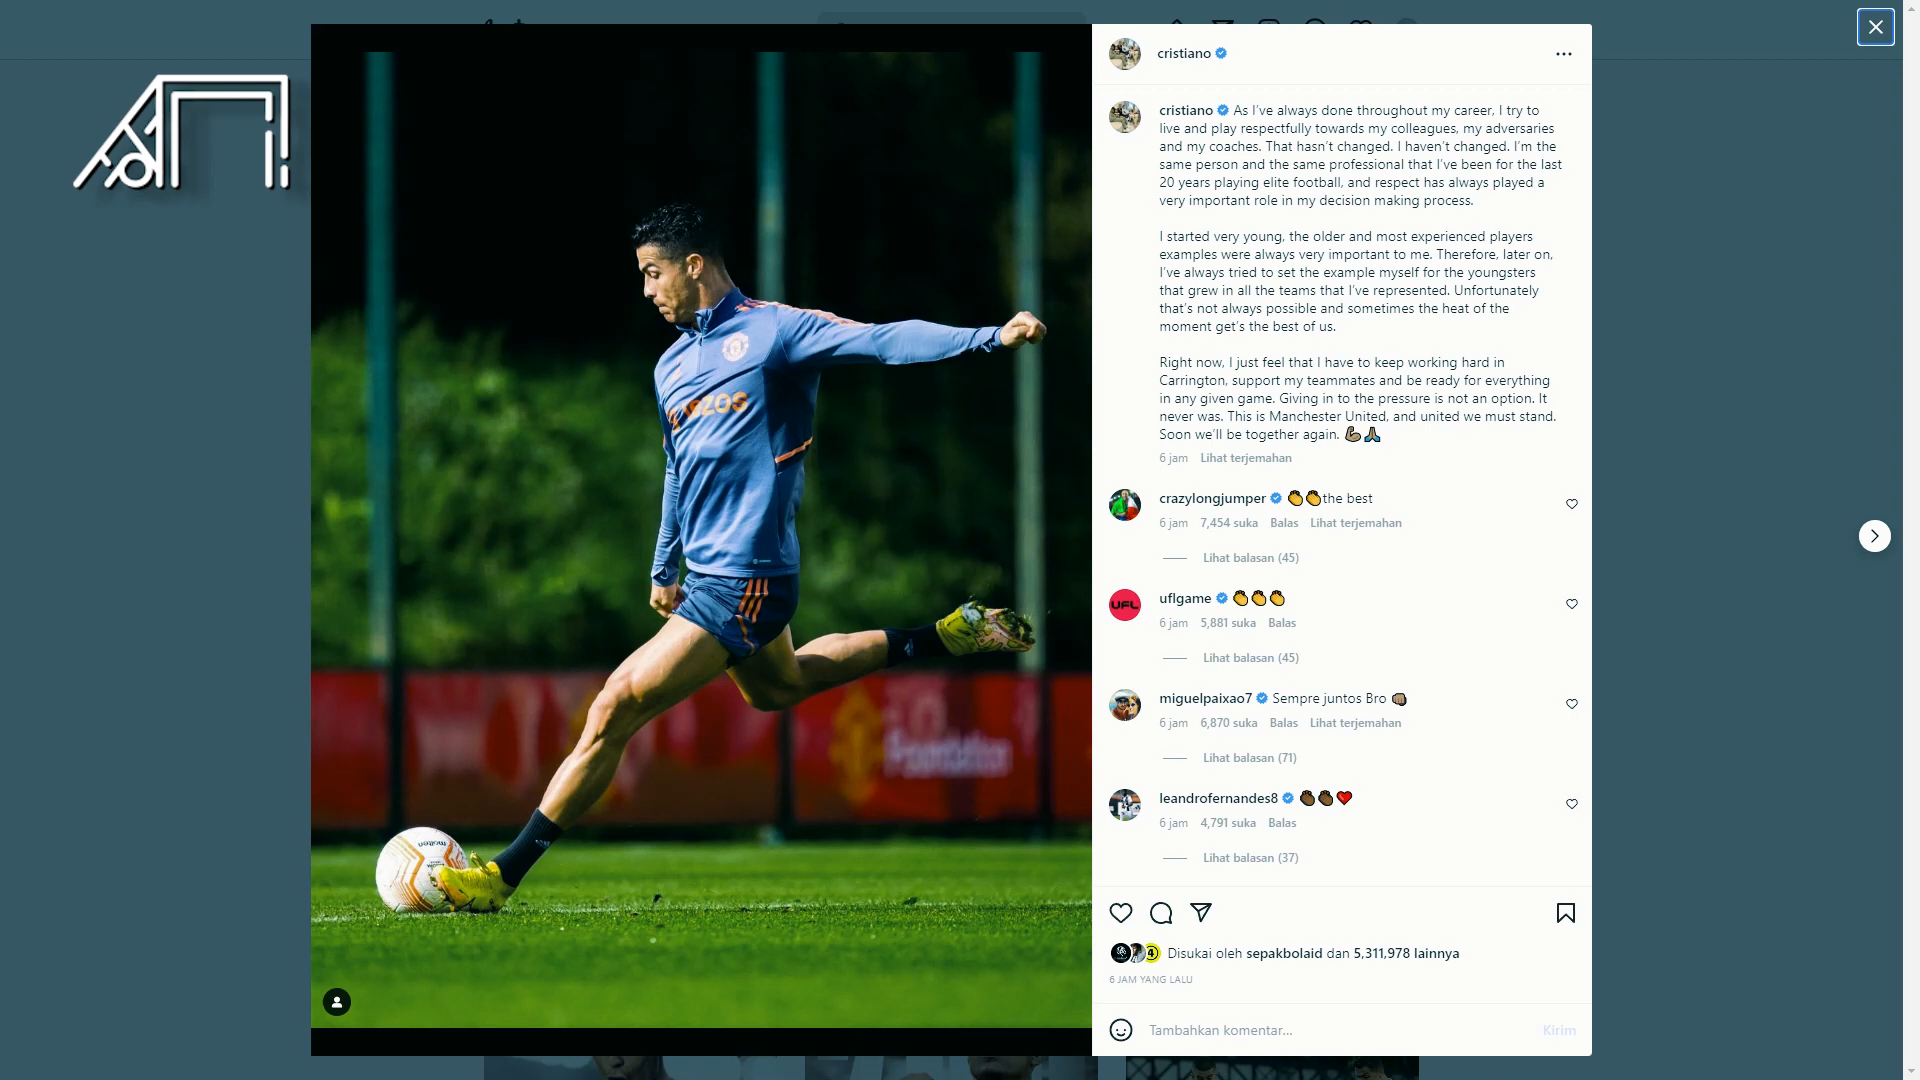 cristiano
cristiano As I've always done throughout my career, I try to
live and play respectfully towards my colleagues, my adversaries
and my coaches. That hasn't changed. I haven't changed. I'm the
same person and the same professional that I've been for the last
20 years playing elite football, and respect has always played a
very important role in my decision making process.
I started very young, the older and most experienced players
examples were always very important to me. Therefore, later on,
I've always tried to set the example myself for the youngsters
that grew in all the teams that I've represented. Unfortunately
that's not always possible and sometimes the heat of the
moment get's the best of us.
Right now, I just feel that I have to keep working hard in
Carrington, support my teammates and be ready for everything
in any given game. Giving in to the pressure is not an option. It
never was. This is Manchester United, and united we must stand.
Soon we'll be together again. 💪🏽🙏🏽
6 jam Lihat terjemahan
crazylongjumper 👏👏the best
6 jam 7,454 suka Balas Lihat terjemahan
Lihat balasan (45)
UFL
uflgame 👏👏👏
6 jam 5,881 suka Balas
Lihat balasan (45)
miguelpaixao7 Sempre juntos Bro 👊🏽
6 jam 6,870 suka Balas Lihat terjemahan
Lihat balasan (71)
leandrofernandes8 👏🏾👏🏾❤️
6 jam 4,791 suka Balas
Lihat balasan (37)
Disukai oleh sepakbolaid dan 5,311,978 lainnya
6 JAM YANG LALU
Tambahkan komentar...
Kirim
molten
Foundation